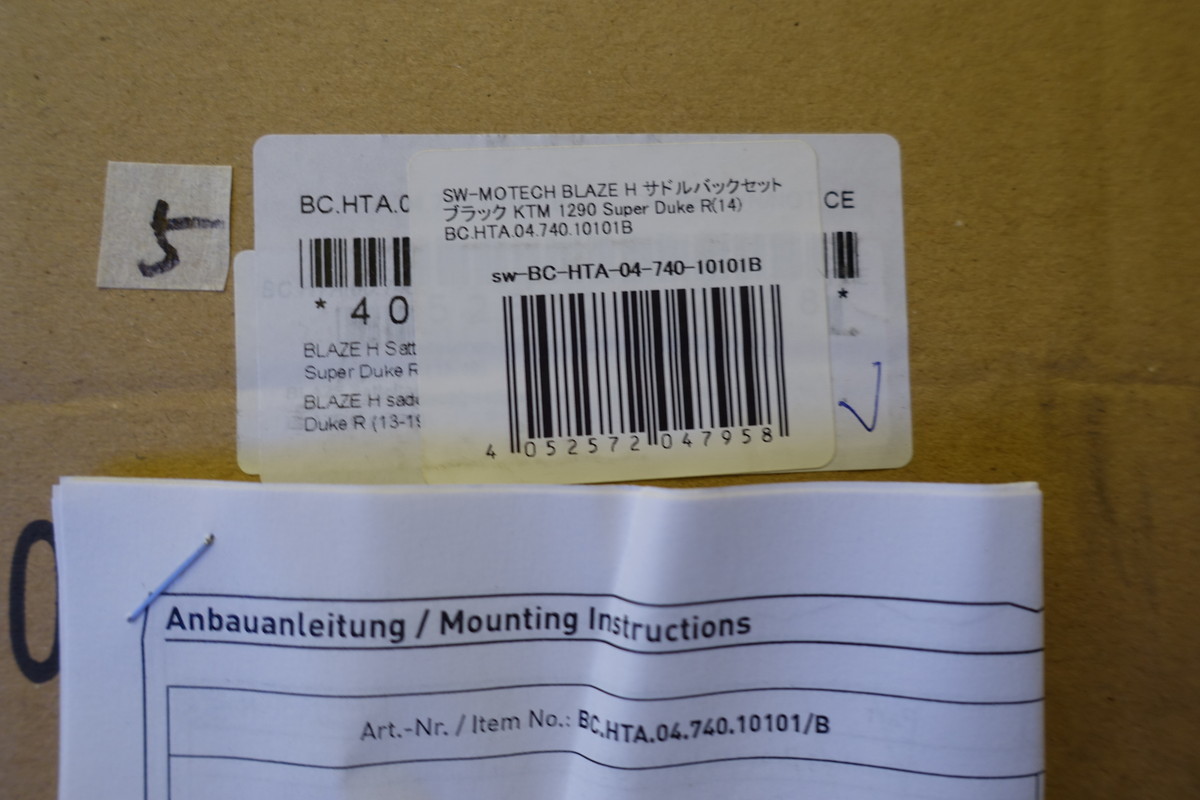 5
BC.HTA.0
CE
* 40
*
BLAZE H Satt
Super Duke R
BLAZE H sad
Duke R (13-19
SW-MOTECH BLAZE H サドルバックセット
ブラック KTM 1290 Super Duke R(14)
BC.HTA.04.740.10101B
sw-BC-HTA-04-740-10101B
4 052572 047958
0
Anbauanleitung / Mounting Instructions
Art.-Nr. / Item No.: BC.HTA.04.740.10101/B